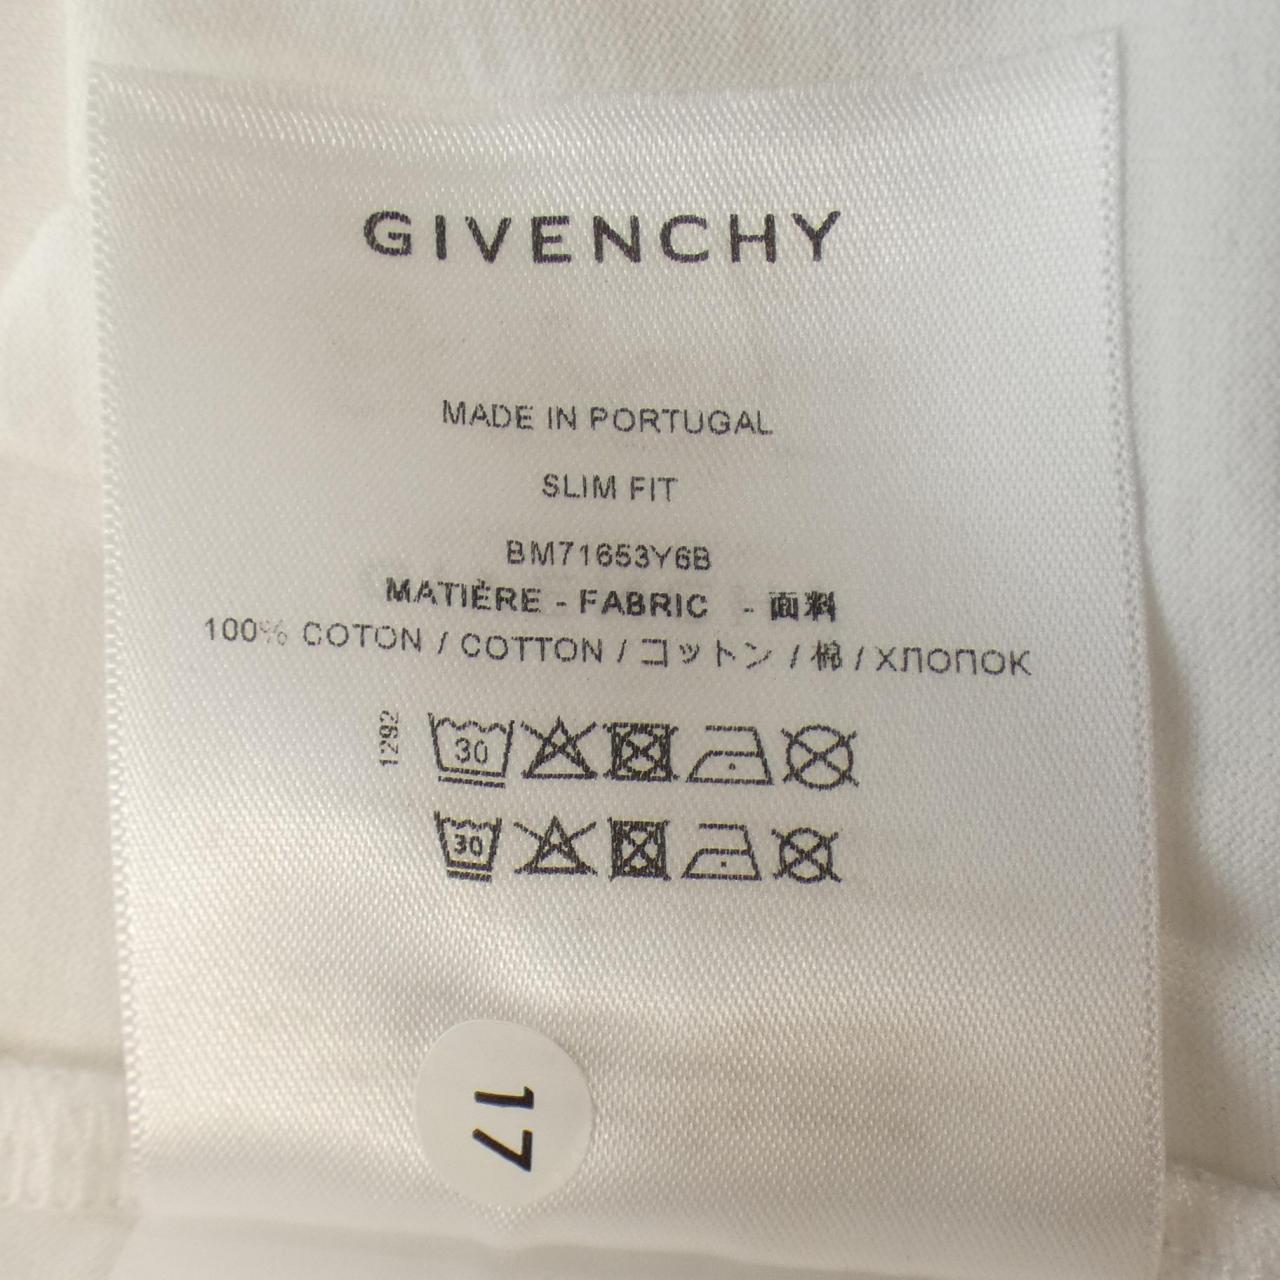 GIVENCHY
MADE IN PORTUGAL
SLIM FIT
BM71653Y6B
MATIÈRE - FABRIC - 面料
100% COTON / COTTON / コットン / 棉 / ХЛОПОК
1292
30
30
17